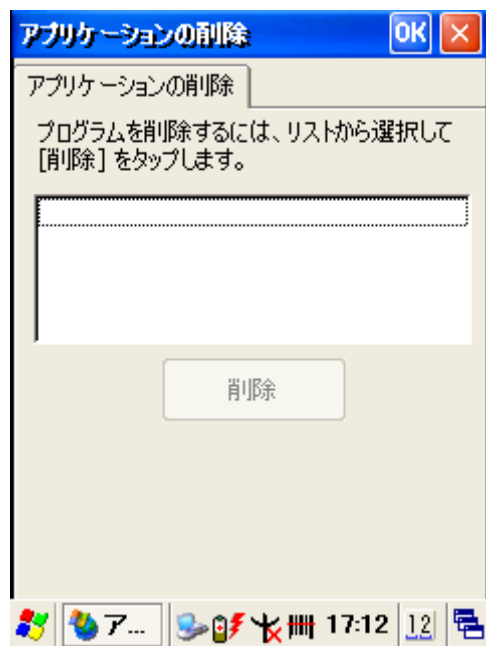 アプリケーションの削除 OK
アプリケーションの削除
プログラムを削除するには、リストから選択して
[削除] をタップします。
削除
ア... 17:12 12